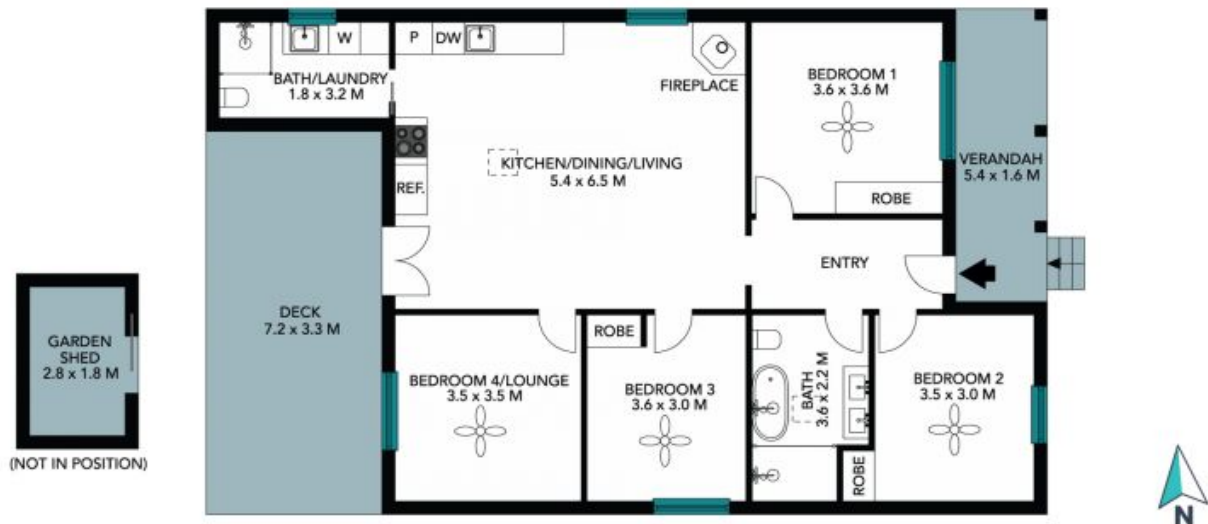 W
P
DW
BATH/LAUNDRY
1.8 x 3.2 M
FIREPLACE
BEDROOM 1
3.6 x 3.6 M
VERANDAH
5.4 x 1.6 M
KITCHEN/DINING/LIVING
5.4 x 6.5 M
REF.
ROBE
ENTRY
DECK
7.2 x 3.3 M
GARDEN
SHED
2.8 x 1.8 M
(NOT IN POSITION)
ROBE
BEDROOM 4/LOUNGE
3.5 x 3.5 M
BEDROOM 3
3.6 x 3.0 M
BATH
3.6 x 2.2 M
BEDROOM 2
3.5 x 3.0 M
ROBE
N